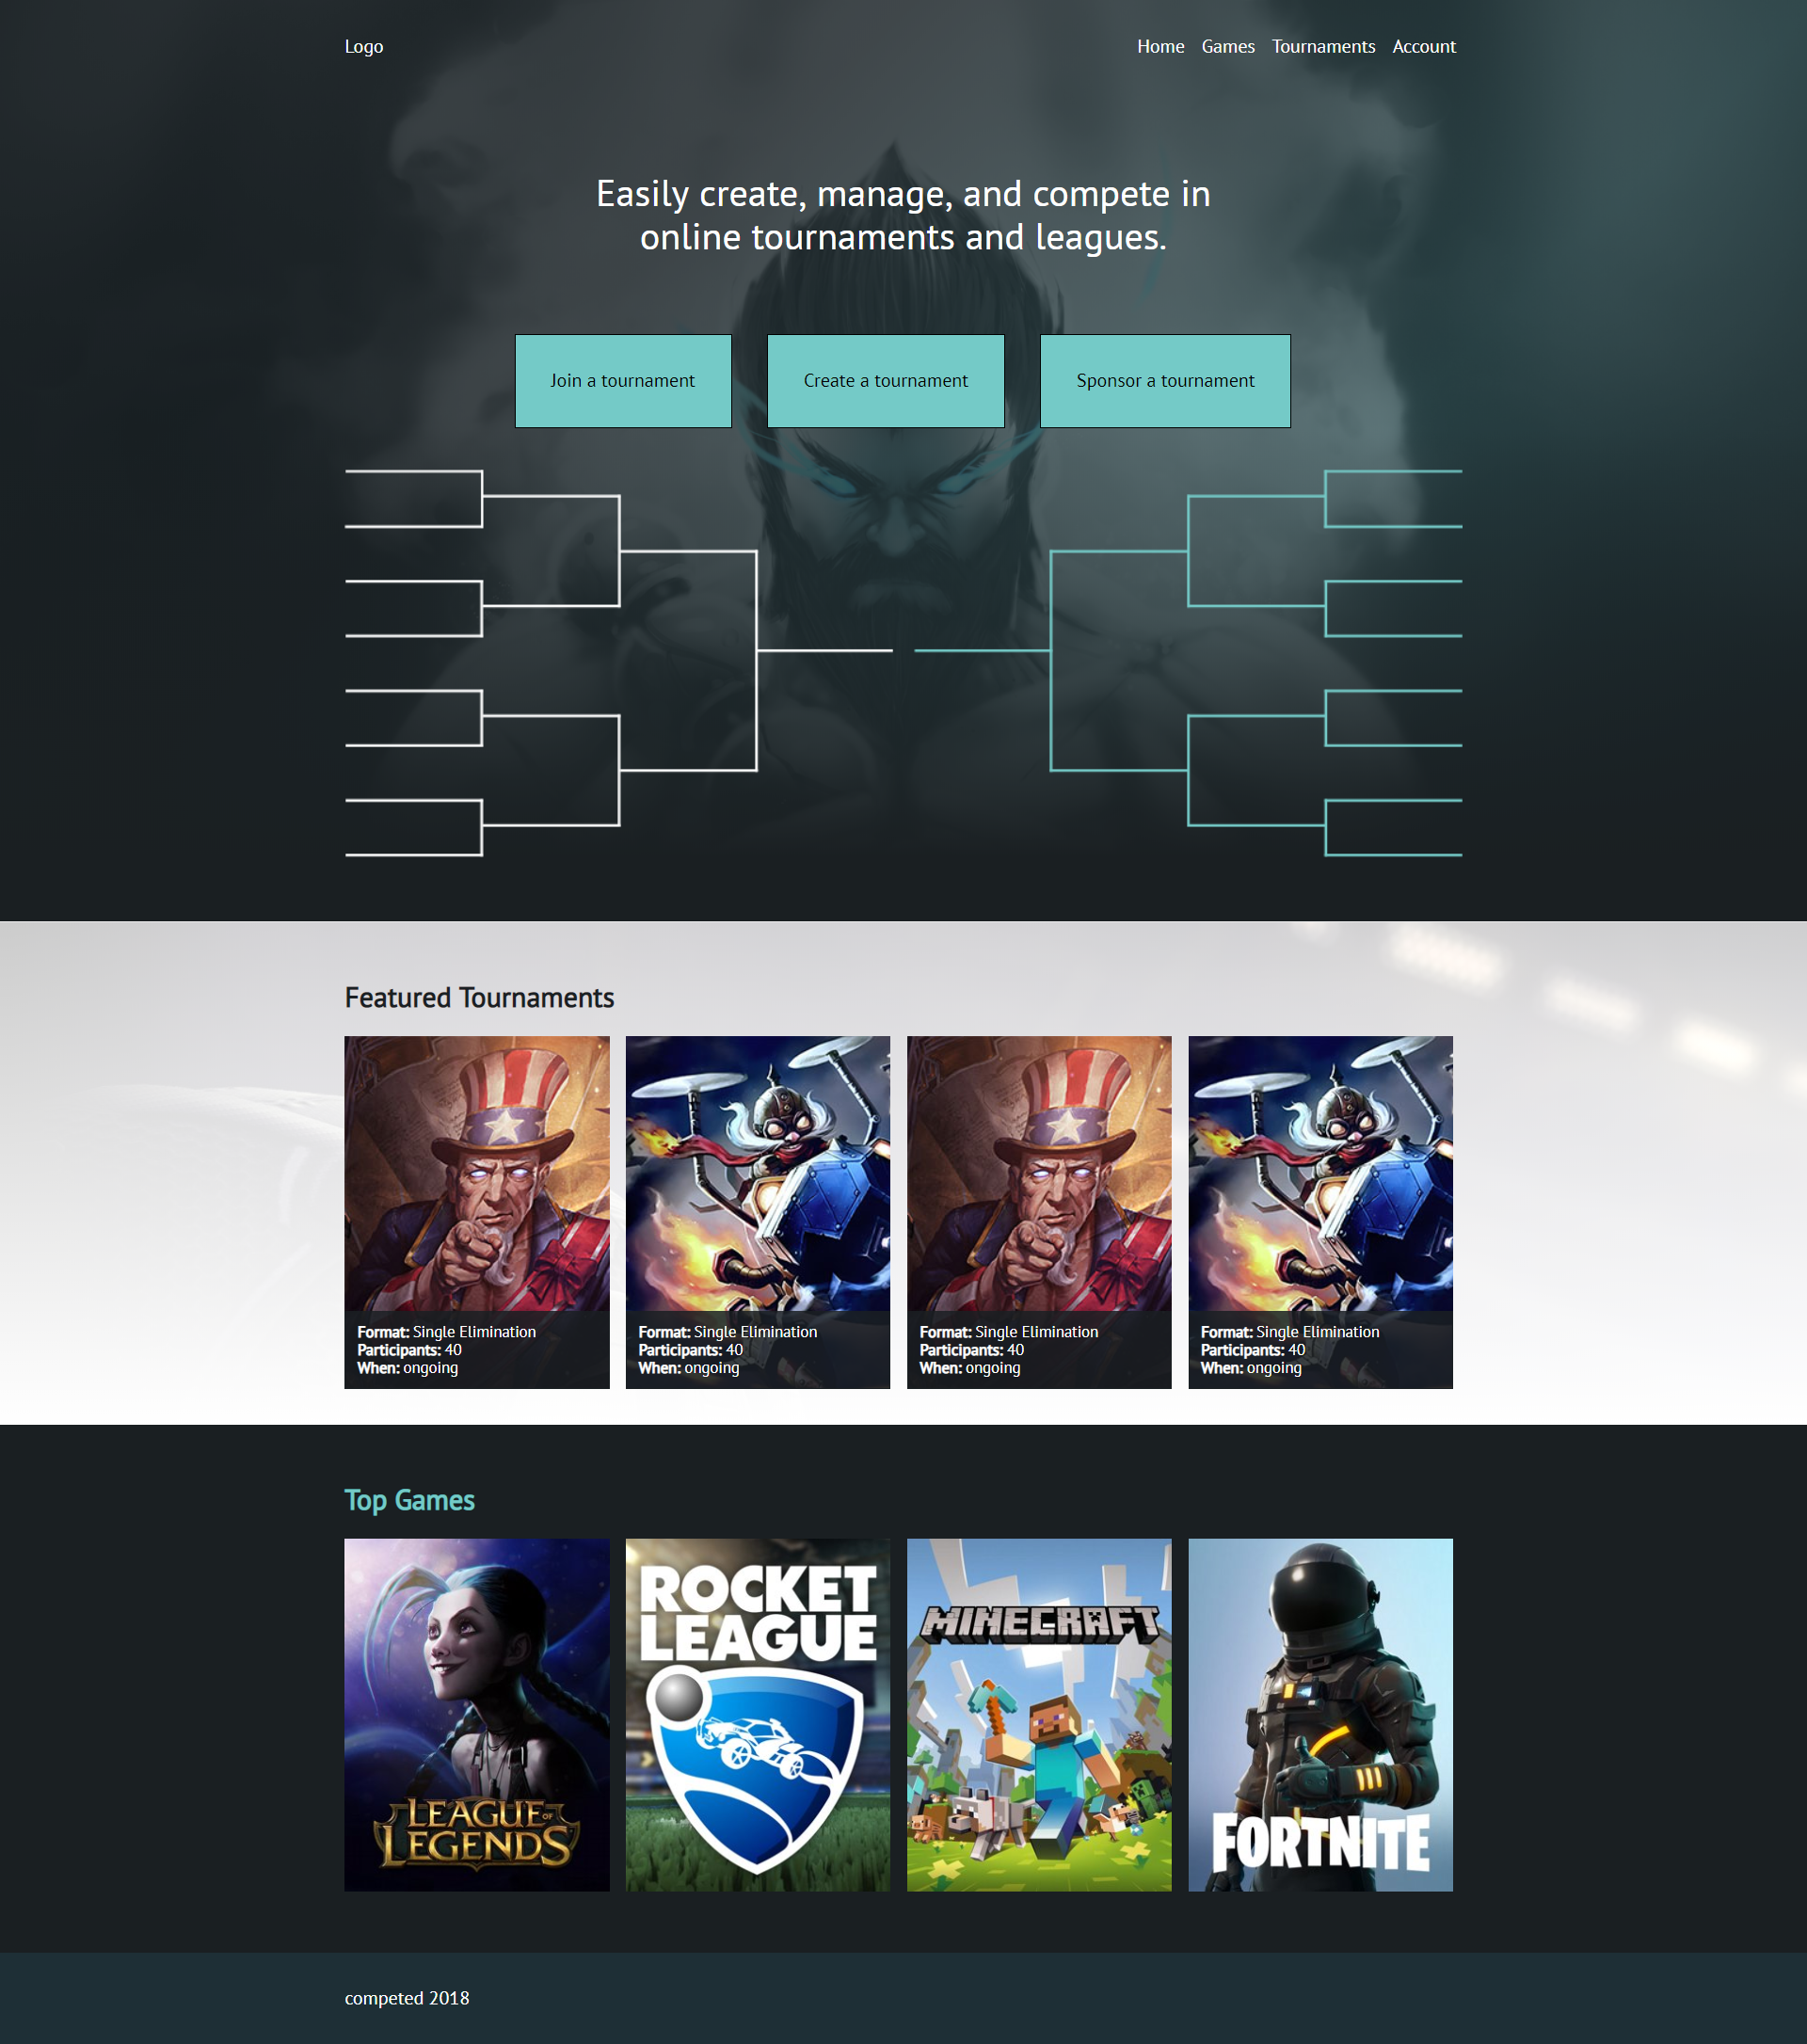 Logo
Home Games Tournaments Account
Easily create, manage, and compete in
online tournaments and leagues.
Join a tournament
Create a tournament
Sponsor a tournament
Featured Tournaments
Format: Single Elimination
Participants: 40
When: ongoing
Format: Single Elimination
Participants: 40
When: ongoing
Format: Single Elimination
Participants: 40
When: ongoing
Format: Single Elimination
Participants: 40
When: ongoing
Top Games
LEAGUE OF
LEGENDS
ROCKET
LEAGUE
MINECRAFT
FORTNITE
competed 2018